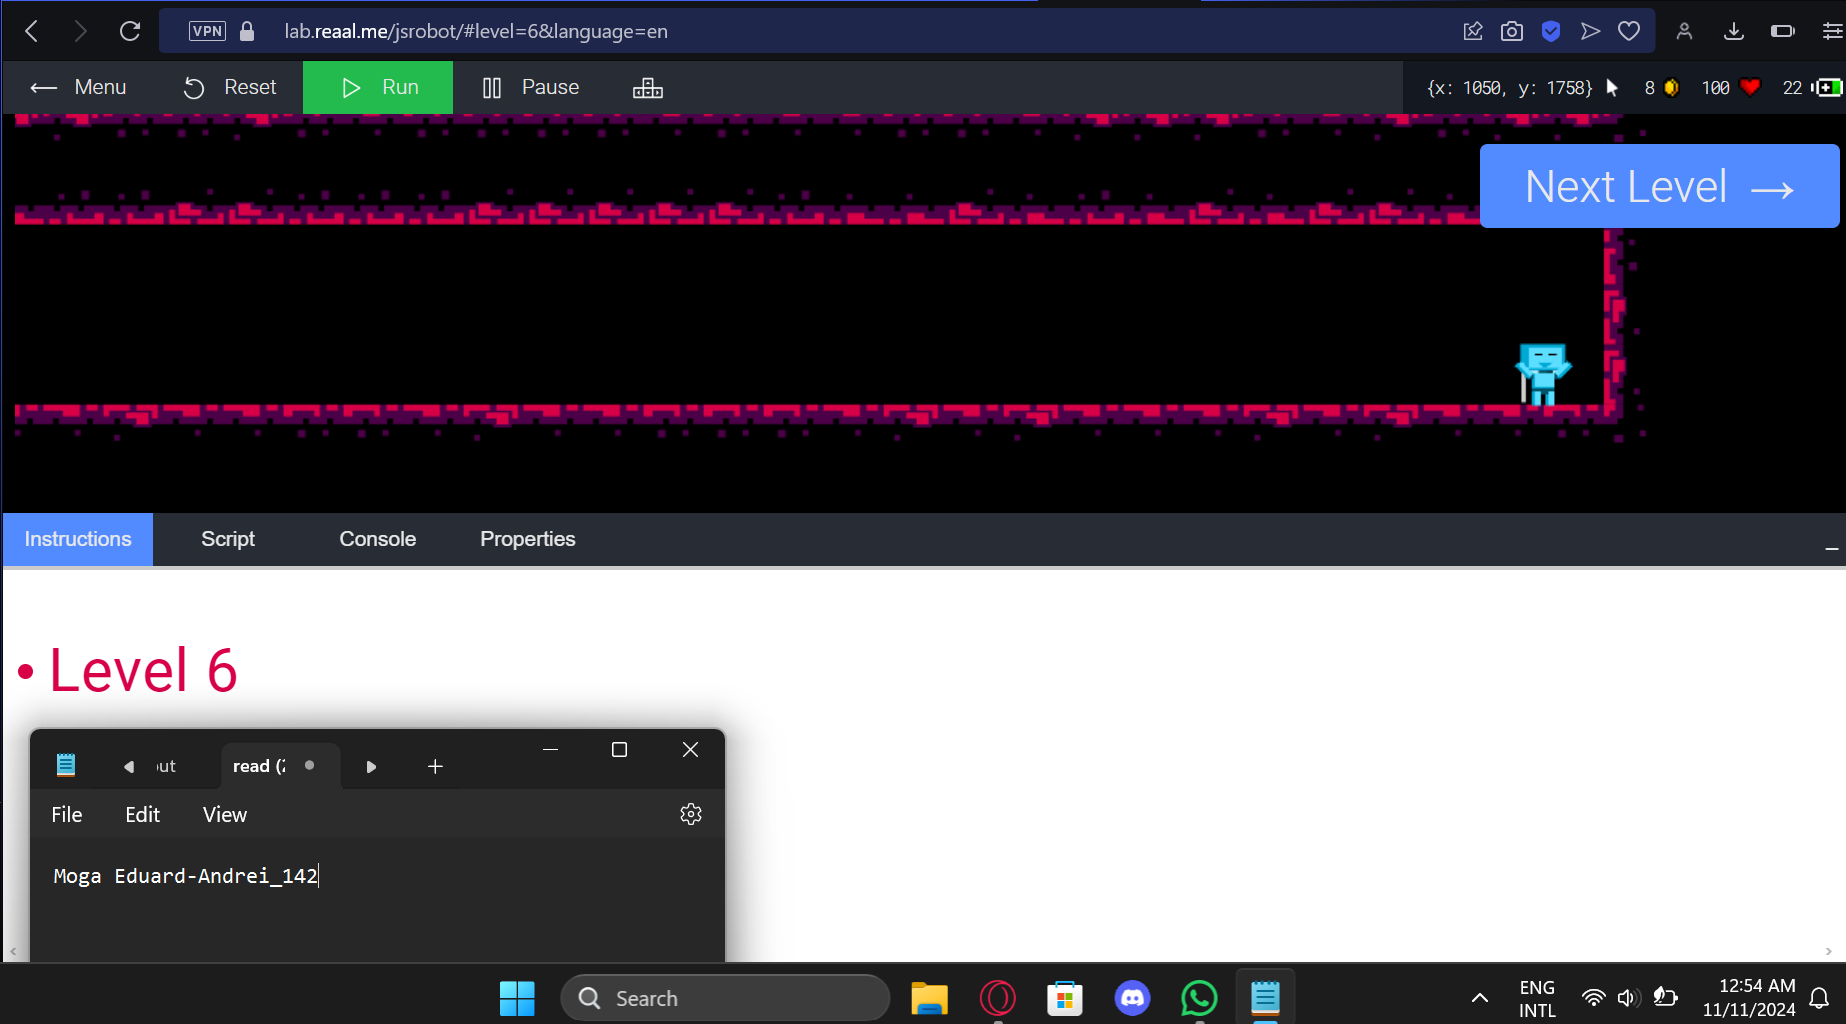 VPN lab.reaal.me/jsrobot/#level=6&language=en
Menu Reset Run Pause {x: 1050, y: 1758} 8 100 22
Next Level →
Instructions Script Console Properties
• Level 6
out read (2
File Edit View
Moga Eduard-Andrei_142
Search
ENG
INTL
12:54 AM
11/11/2024